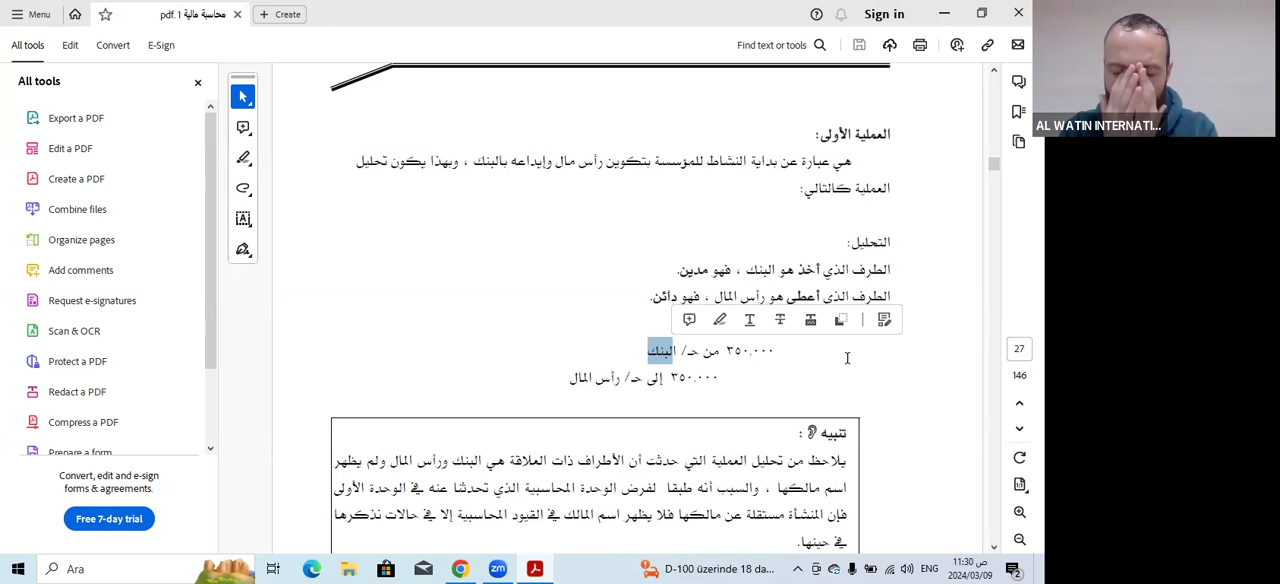 Menu
محاسبة مالية 1.pdf
Create
Sign in
All tools
Edit
Convert
E-Sign
Find text or tools
All tools
Export a PDF
Edit a PDF
Create a PDF
Combine files
Organize pages
Add comments
Request e-signatures
Scan & OCR
Protect a PDF
Redact a PDF
Compress a PDF
Prepare a form
Convert, edit and e-sign
forms & agreements.
Free 7-day trial
العملية الأولى:
هي عبارة عن بداية النشاط للمؤسسة بتكوين رأس مال وإيداعه بالبنك ، وبهذا يكون تحليل
العملية كالتالي:
التحليل:
الطرف الذي أخذ هو البنك ، فهو مدين.
الطرف الذي أعطى هو رأس المال ، فهو دائن.
٣٥٠,٠٠٠ من حـ/ البنك
٣٥٠,٠٠٠ إلى حـ/ رأس المال
تنبيه :
يلاحظ من تحليل العملية التي حدثت أن الأطراف ذات العلاقة هي البنك ورأس المال ولم يظهر
اسم مالكها ، والسبب أنه طبقا لفرض الوحدة المحاسبية الذي تحدثنا عنه في الوحدة الأولى
فإن المنشأة مستقلة عن مالكها فلا يظهر اسم المالك في القيود المحاسبية إلا في حالات نذكرها
في حينها.
27
146
AL WATIN INTERNATI...
Ara
D-100 üzerinde 18 da...
ENG
11:30 ص
2024/03/09
2